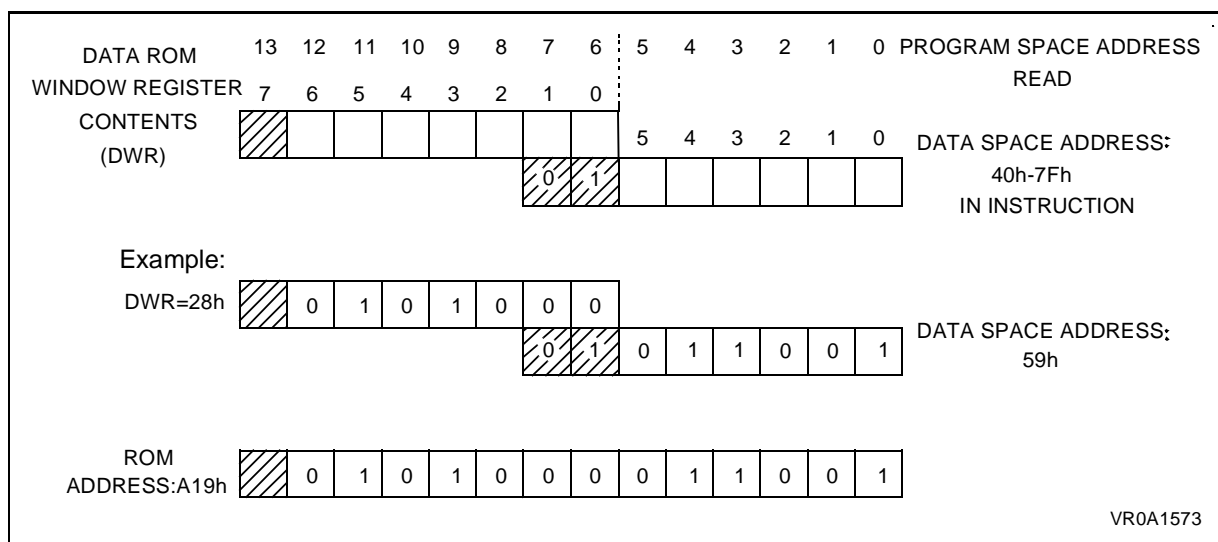 13 12 11 10 9 8 7 6 5 4 3 2 1 0 PROGRAM SPACE ADDRESS
READ
DATA ROM
WINDOW REGISTER 7 6 5 4 3 2 1 0
CONTENTS
(DWR)
5 4 3 2 1 0 DATA SPACE ADDRESS:
0 1 40h-7Fh
IN INSTRUCTION
Example:
DWR=28h 0 1 0 1 0 0 0
0 1 0 1 1 0 0 1 DATA SPACE ADDRESS:
59h
ROM
ADDRESS:A19h 0 1 0 1 0 0 0 0 1 1 0 0 1
VR0A1573